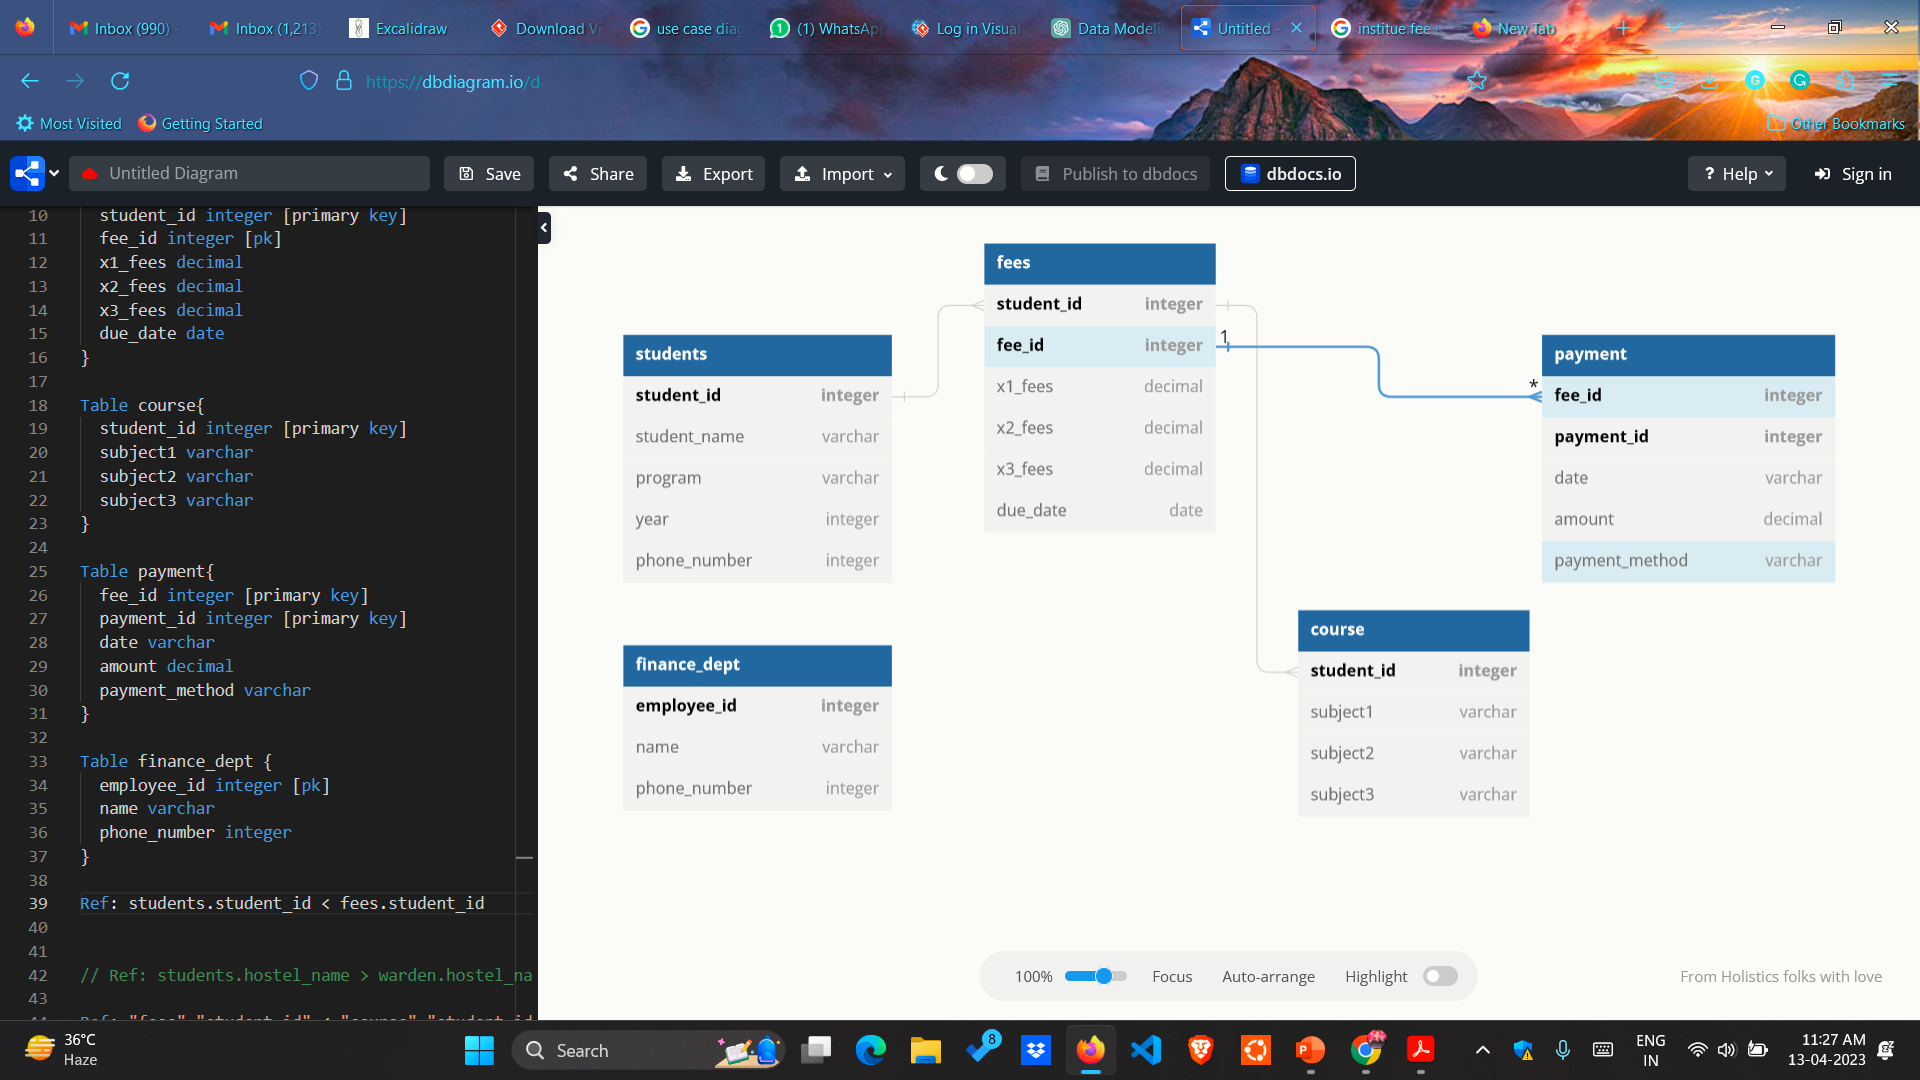 Inbox (990)
Inbox (1,213)
Excalidraw
Download V
use case diag
(1) WhatsAp
Log in Visual
Data Modeli
Untitled -
institue fee
New Tab
https://dbdiagram.io/d
Most Visited
Getting Started
Other Bookmarks
Untitled Diagram
Save
Share
Export
Import
Publish to dbdocs
dbdocs.io
? Help
Sign in
10 student_id integer [primary key]
11 fee_id integer [pk]
12 x1_fees decimal
13 x2_fees decimal
14 x3_fees decimal
15 due_date date
16 }
17
18 Table course{
19 student_id integer [primary key]
20 subject1 varchar
21 subject2 varchar
22 subject3 varchar
23 }
24
25 Table payment{
26 fee_id integer [primary key]
27 payment_id integer [primary key]
28 date varchar
29 amount decimal
30 payment_method varchar
31 }
32
33 Table finance_dept {
34 employee_id integer [pk]
35 name varchar
36 phone_number integer
37 }
38
39 Ref: students.student_id < fees.student_id
40
41
42 // Ref: students.hostel_name > warden.hostel_na
43
44 Ref: "fees"."student_id" < "course"."student_id
students
student_id integer
student_name varchar
program varchar
year integer
phone_number integer
fees
student_id integer
fee_id integer
x1_fees decimal
x2_fees decimal
x3_fees decimal
due_date date
1
*
payment
fee_id integer
payment_id integer
date varchar
amount decimal
payment_method varchar
finance_dept
employee_id integer
name varchar
phone_number integer
course
student_id integer
subject1 varchar
subject2 varchar
subject3 varchar
100%
Focus
Auto-arrange
Highlight
From Holistics folks with love
36°C
Haze
Search
8
ENG
IN
11:27 AM
13-04-2023